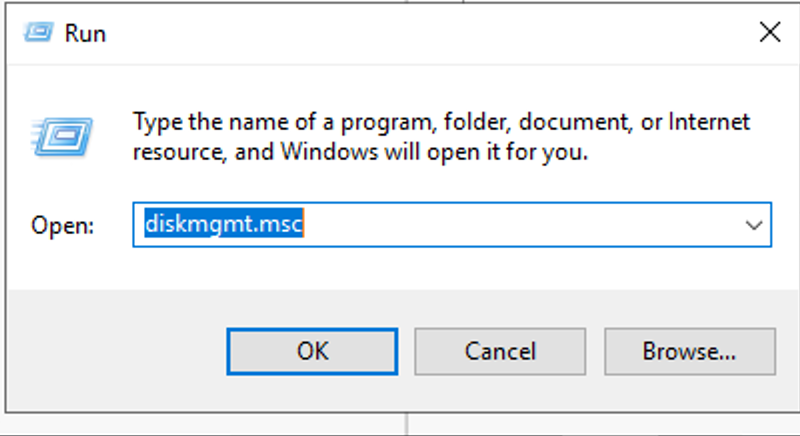 Run
Type the name of a program, folder, document, or Internet
resource, and Windows will open it for you.
Open: diskmgmt.msc
OK Cancel Browse...